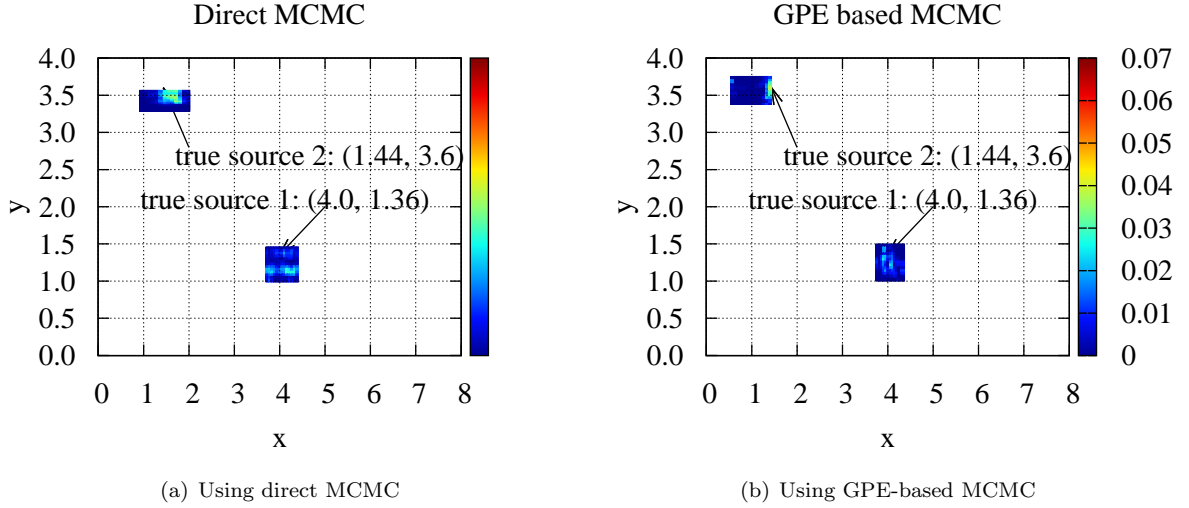 Direct MCMC
4.0
3.5
3.0
2.5
2.0
1.5
1.0
0.5
0.0
y
true source 2: (1.44, 3.6)
true source 1: (4.0, 1.36)
0 1 2 3 4 5 6 7 8
x
(a) Using direct MCMC
GPE based MCMC
4.0
3.5
3.0
2.5
2.0
1.5
1.0
0.5
0.0
y
true source 2: (1.44, 3.6)
true source 1: (4.0, 1.36)
0 1 2 3 4 5 6 7 8
x
0.07
0.06
0.05
0.04
0.03
0.02
0.01
0
(b) Using GPE-based MCMC